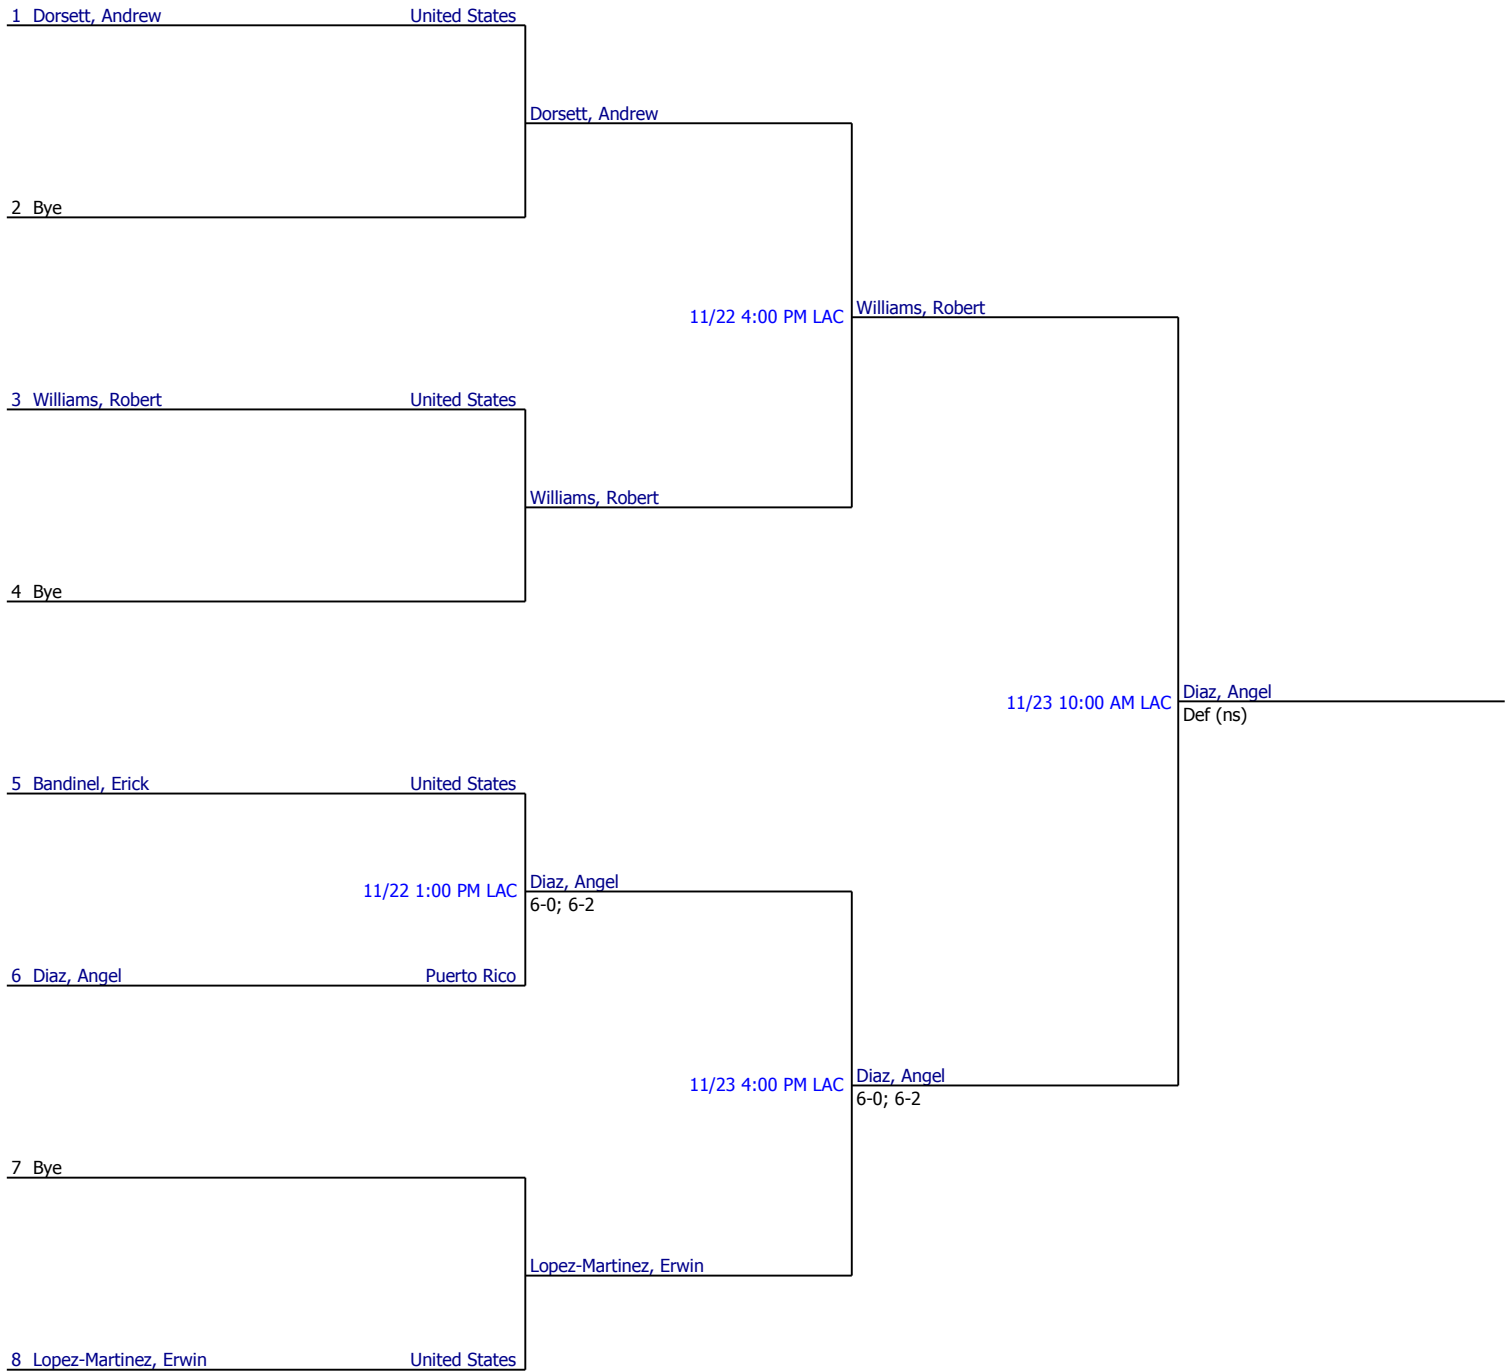 1 Dorsett, Andrew United States
Dorsett, Andrew
2 Bye
11/22 4:00 PM LAC Williams, Robert
3 Williams, Robert United States
Williams, Robert
4 Bye
11/23 10:00 AM LAC Diaz, Angel
Def (ns)
5 Bandinel, Erick United States
11/22 1:00 PM LAC Diaz, Angel
6-0; 6-2
6 Diaz, Angel Puerto Rico
11/23 4:00 PM LAC Diaz, Angel
6-0; 6-2
7 Bye
Lopez-Martinez, Erwin
8 Lopez-Martinez, Erwin United States